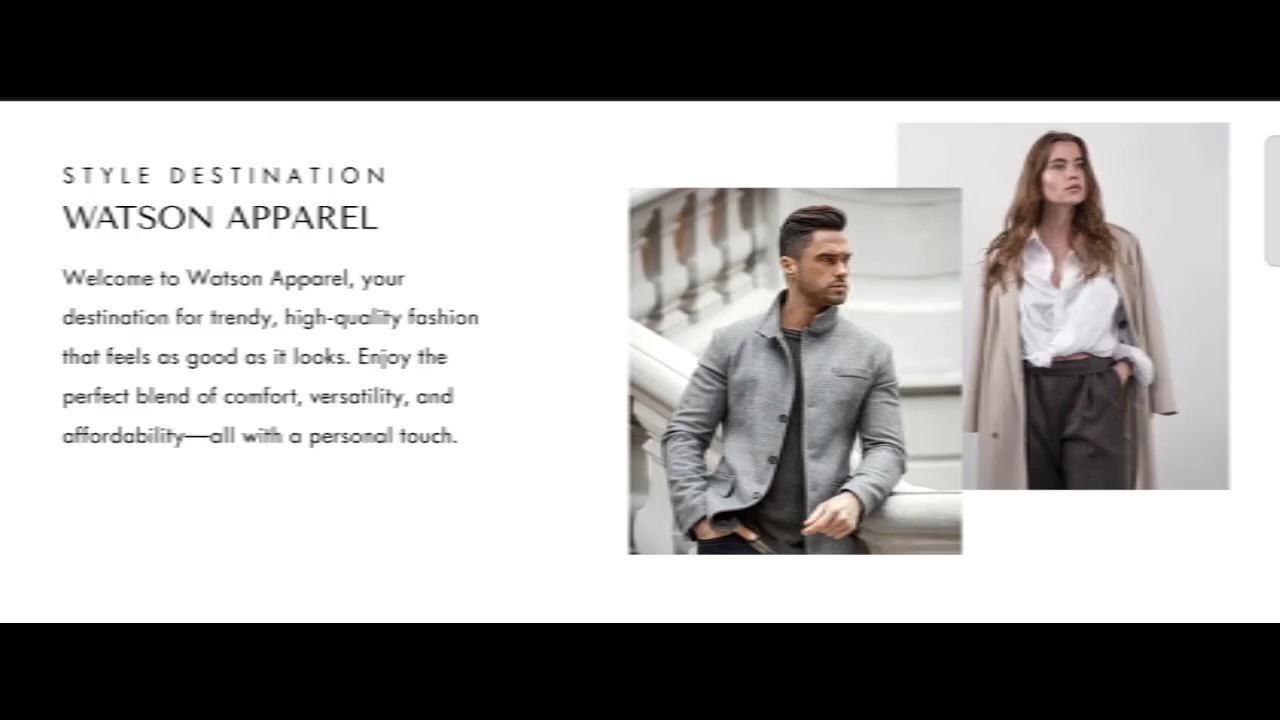 STYLE DESTINATION
WATSON APPAREL
Welcome to Watson Apparel, your
destination for trendy, high-quality fashion
that feels as good as it looks. Enjoy the
perfect blend of comfort, versatility, and
affordability—all with a personal touch.